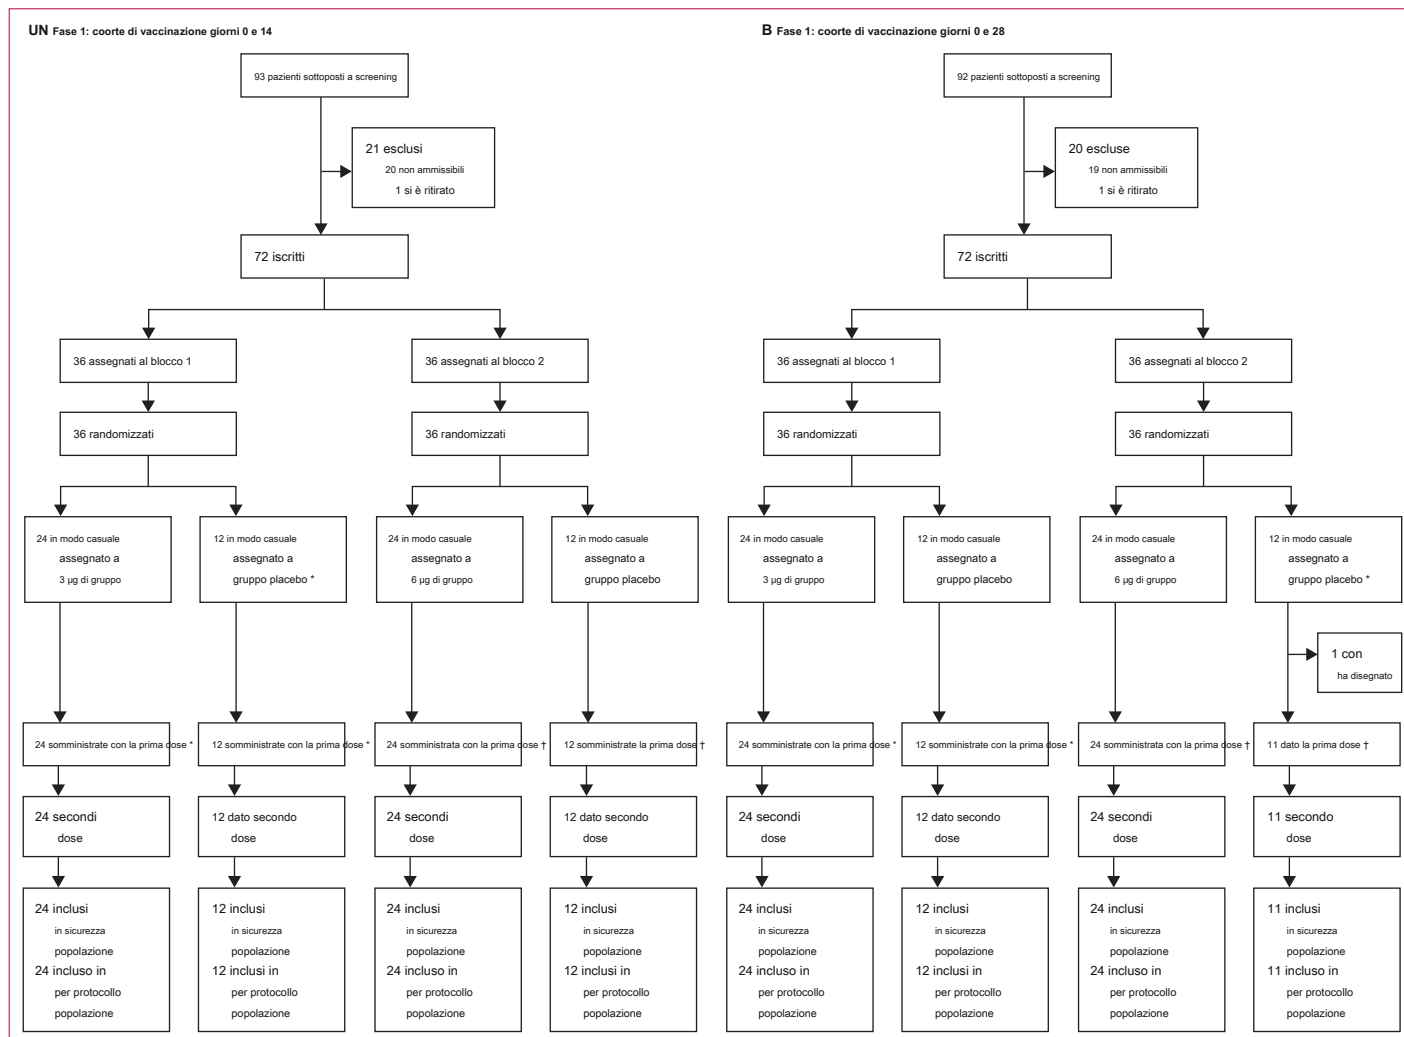 UN Fase 1: coorte di vaccinazione giorni 0 e 14
93 pazienti sottoposti a screening
21 esclusi
20 non ammissibili
1 si è ritirato
72 iscritti
36 assegnati al blocco 1
36 assegnati al blocco 2
36 randomizzati
36 randomizzati
24 in modo casuale
assegnato a
3 µg di gruppo
12 in modo casuale
assegnato a
gruppo placebo *
24 in modo casuale
assegnato a
6 µg di gruppo
12 in modo casuale
assegnato a
gruppo placebo
24 somministrate con la prima dose *
12 somministrate con la prima dose *
24 somministrata con la prima dose †
12 somministrate la prima dose †
24 secondi
dose
12 dato secondo
dose
24 secondi
dose
12 dato secondo
dose
24 inclusi
in sicurezza
popolazione
24 incluso in
per protocollo
popolazione
12 inclusi
in sicurezza
popolazione
12 inclusi in
per protocollo
popolazione
24 inclusi
in sicurezza
popolazione
24 incluso in
per protocollo
popolazione
12 inclusi
in sicurezza
popolazione
12 inclusi in
per protocollo
popolazione
B Fase 1: coorte di vaccinazione giorni 0 e 28
92 pazienti sottoposti a screening
20 escluse
19 non ammissibili
1 si è ritirato
72 iscritti
36 assegnati al blocco 1
36 assegnati al blocco 2
36 randomizzati
36 randomizzati
24 in modo casuale
assegnato a
3 µg di gruppo
12 in modo casuale
assegnato a
gruppo placebo
24 in modo casuale
assegnato a
6 µg di gruppo
12 in modo casuale
assegnato a
gruppo placebo *
1 con
ha disegnato
24 somministrate con la prima dose *
12 somministrate con la prima dose *
24 somministrata con la prima dose †
11 dato la prima dose †
24 secondi
dose
12 dato secondo
dose
24 secondi
dose
11 secondo
dose
24 inclusi
in sicurezza
popolazione
24 incluso in
per protocollo
popolazione
12 inclusi
in sicurezza
popolazione
12 inclusi in
per protocollo
popolazione
24 inclusi
in sicurezza
popolazione
24 incluso in
per protocollo
popolazione
11 inclusi
in sicurezza
popolazione
11 incluso in
per protocollo
popolazione